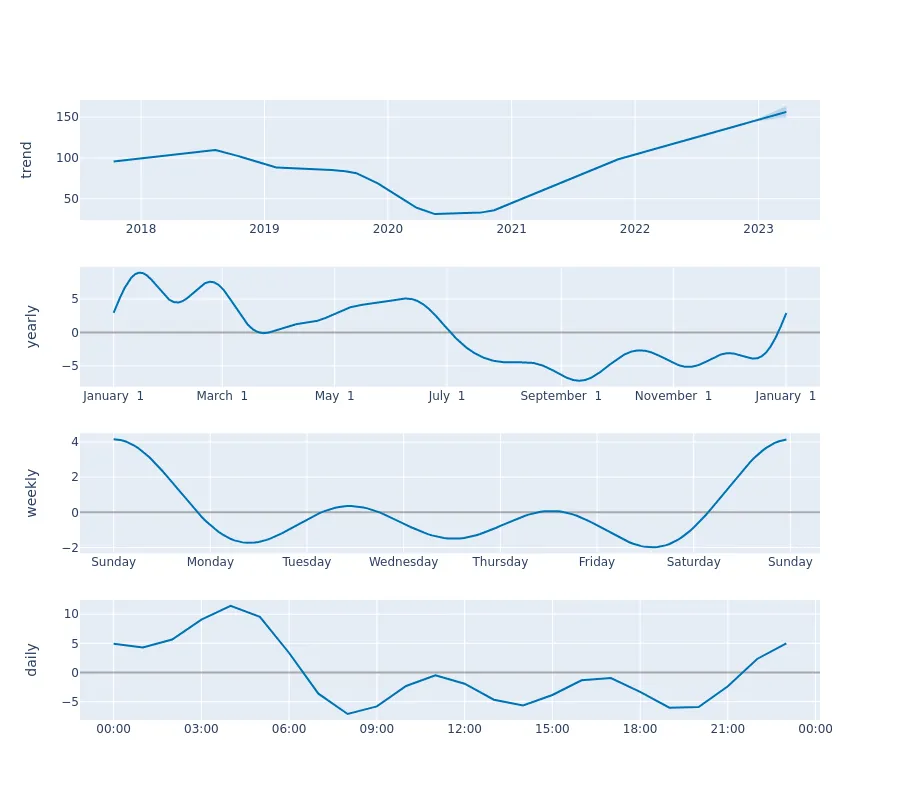 trend
150
100
50
2018 2019 2020 2021 2022 2023
yearly
5
0
−5
January 1 March 1 May 1 July 1 September 1 November 1 January 1
weekly
4
2
0
−2
Sunday Monday Tuesday Wednesday Thursday Friday Saturday Sunday
daily
10
5
0
−5
00:00 03:00 06:00 09:00 12:00 15:00 18:00 21:00 00:00